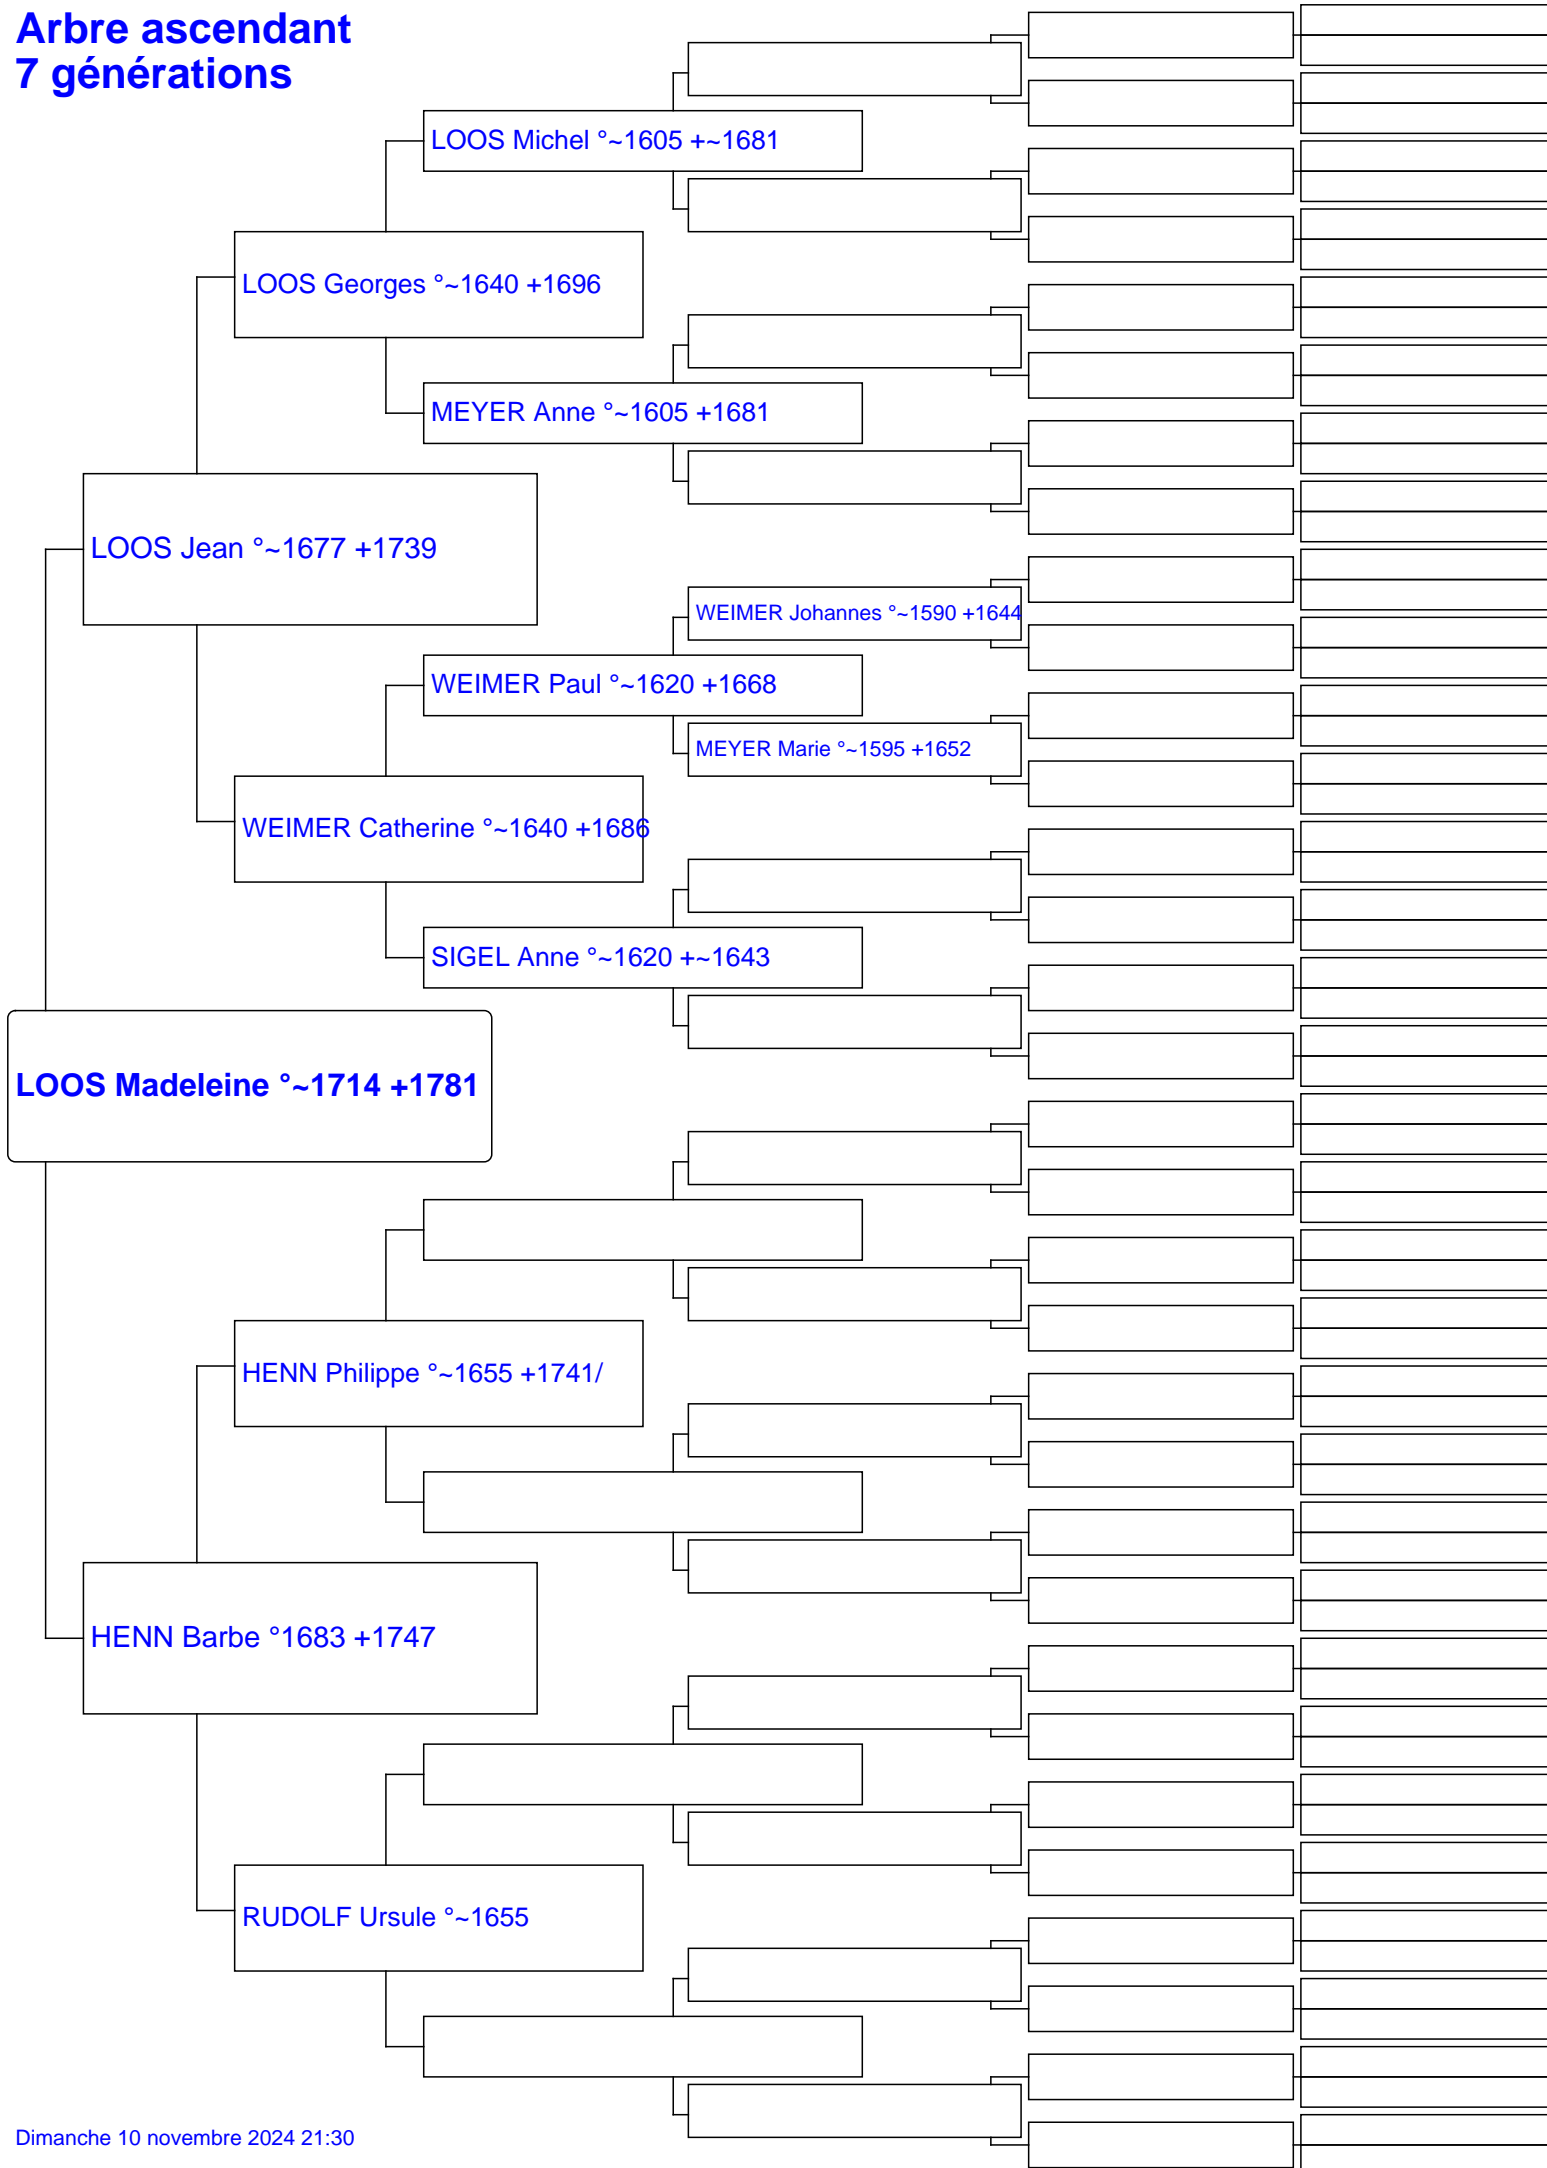 Arbre ascendant
7 générations
LOOS Michel °~1605 +~1681
LOOS Georges °~1640 +1696
MEYER Anne °~1605 +1681
LOOS Jean °~1677 +1739
WEIMER Johannes °~1590 +1644
WEIMER Paul °~1620 +1668
MEYER Marie °~1595 +1652
WEIMER Catherine °~1640 +1686
SIGEL Anne °~1620 +~1643
LOOS Madeleine °~1714 +1781
HENN Philippe °~1655 +1741/
HENN Barbe °1683 +1747
RUDOLF Ursule °~1655
Dimanche 10 novembre 2024 21:30